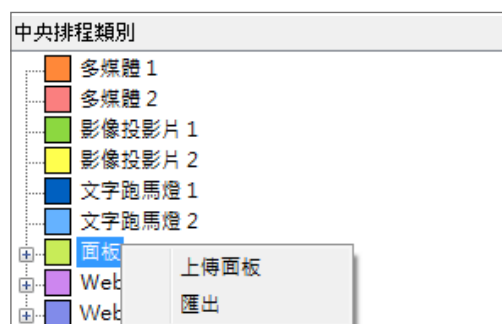 中央排程類別
多媒體 1
多媒體 2
影像投影片 1
影像投影片 2
文字跑馬燈 1
文字跑馬燈 2
面板
上傳面板
Web
匯出
Web